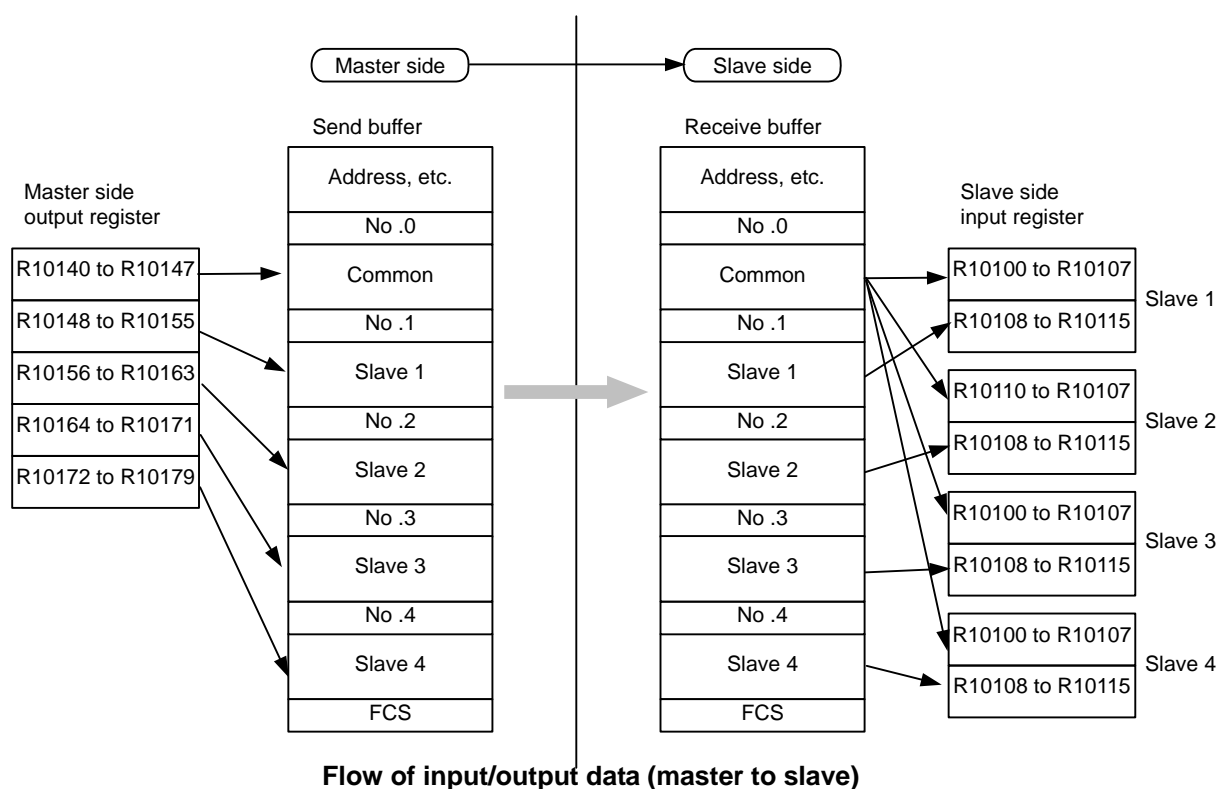 Master side
Slave side
Send buffer
Receive buffer
Master side
output register
R10140 to R10147
R10148 to R10155
R10156 to R10163
R10164 to R10171
R10172 to R10179
Address, etc.
No .0
Common
No .1
Slave 1
No .2
Slave 2
No .3
Slave 3
No .4
Slave 4
FCS
Address, etc.
No .0
Common
No .1
Slave 1
No .2
Slave 2
No .3
Slave 3
No .4
Slave 4
FCS
Slave side
input register
R10100 to R10107
R10108 to R10115
Slave 1
R10110 to R10107
R10108 to R10115
Slave 2
R10100 to R10107
R10108 to R10115
Slave 3
R10100 to R10107
R10108 to R10115
Slave 4
Flow of input/output data (master to slave)